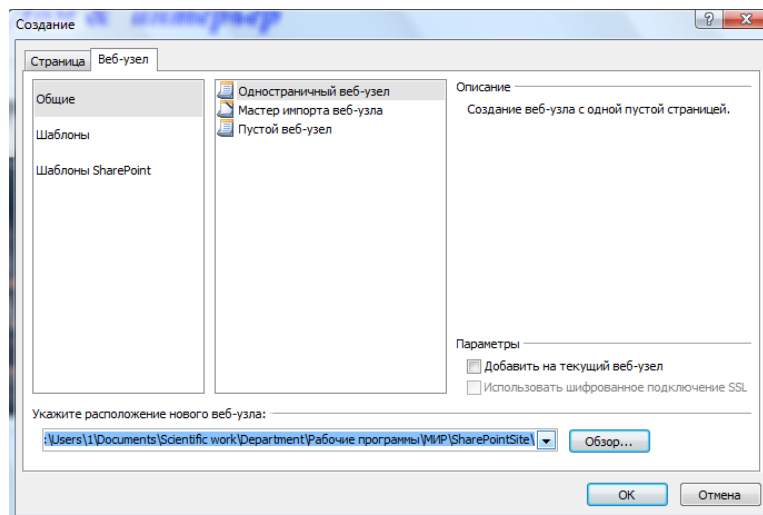 Создание
& интерьер
Страница
Веб-узел
Общие
Шаблоны
Шаблоны SharePoint
Одностраничный веб-узел
Мастер импорта веб-узла
Пустой веб-узел
Описание
Создание веб-узла с одной пустой страницей.
Параметры
Добавить на текущий веб-узел
Использовать шифрованное подключение SSL
Укажите расположение нового веб-узла:
:\Users\1\Documents\Scientific work\Department\Рабочие программы\МИР\SharePointSite\
Обзор...
ОК
Отмена